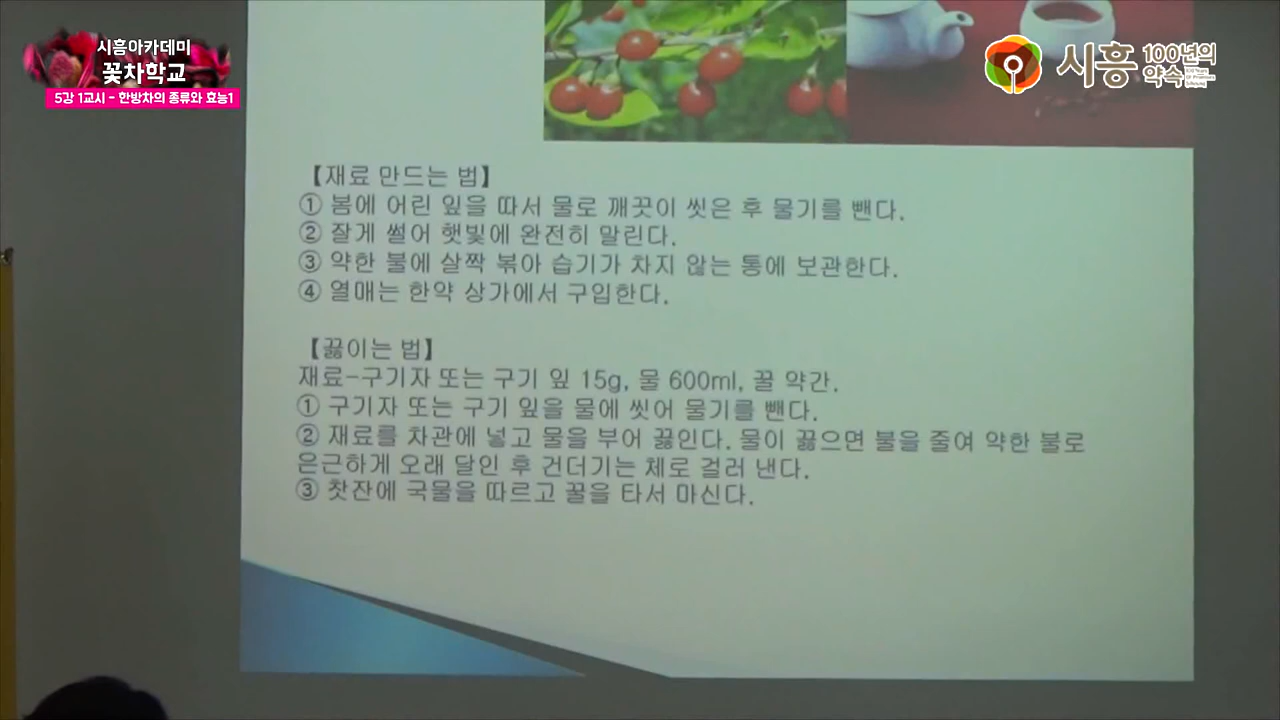 시흥아카데미
꽃차학교
5강 1교시 - 한방차의 종류와 효능1
시흥
100년의
약속
【재료 만드는 법】
① 봄에 어린 잎을 따서 물로 깨끗이 씻은 후 물기를 뺀다.
② 잘게 썰어 햇빛에 완전히 말린다.
③ 약한 불에 살짝 볶아 습기가 차지 않는 통에 보관한다.
④ 열매는 한약 상가에서 구입한다.
【끓이는 법】
재료-구기자 또는 구기 잎 15g, 물 600ml, 꿀 약간.
① 구기자 또는 구기 잎을 물에 씻어 물기를 뺀다.
② 재료를 차관에 넣고 물을 부어 끓인다. 물이 끓으면 불을 줄여 약한 불로
은근하게 오래 달인 후 건더기는 체로 걸러 낸다.
③ 찻잔에 국물을 따르고 꿀을 타서 마신다.